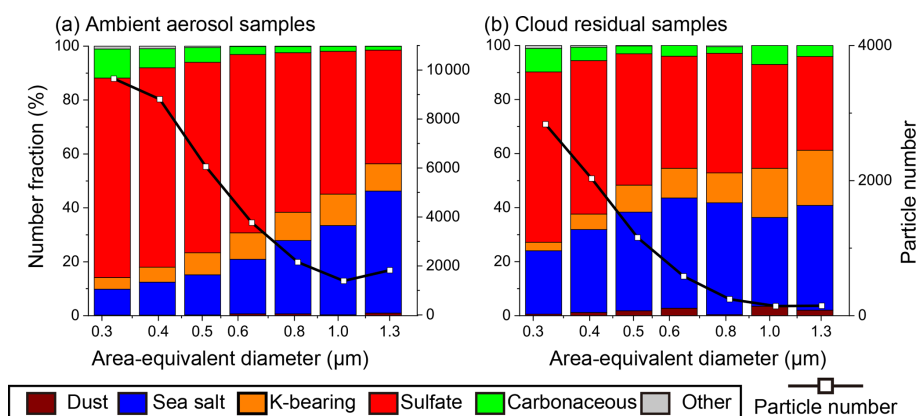 (a) Ambient aerosol samples
(b) Cloud residual samples
Number fraction (%)
100
80
60
40
20
0
10000
8000
6000
4000
2000
0
0.3 0.4 0.5 0.6 0.8 1.0 1.3
Area-equivalent diameter (μm)
100
80
60
40
20
0
4000
2000
0
Particle number
0.3 0.4 0.5 0.6 0.8 1.0 1.3
Area-equivalent diameter (μm)
Dust Sea salt K-bearing Sulfate Carbonaceous Other
Particle number